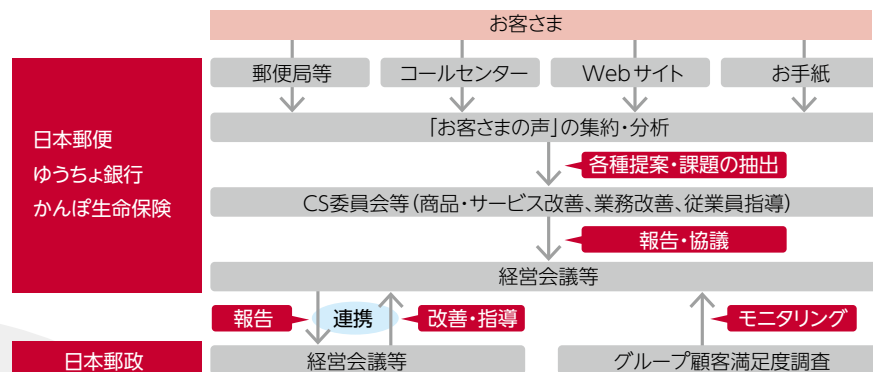 お客さま
郵便局等
コールセンター
Webサイト
お手紙
「お客さまの声」の集約・分析
各種提案・課題の抽出
日本郵便
ゆうちょ銀行
かんぽ生命保険
CS委員会等(商品・サービス改善、業務改善、従業員指導)
報告・協議
経営会議等
報告
連携
改善・指導
モニタリング
日本郵政
経営会議等
グループ顧客満足度調査